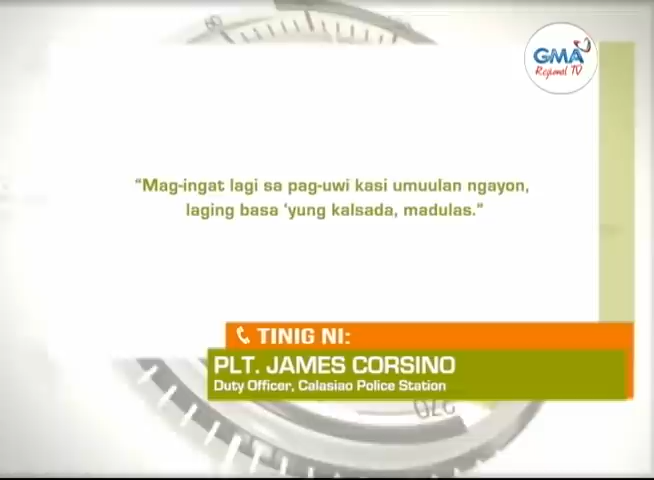 GMA
Regional TV
“Mag-ingat lagi sa pag-uwi kasi umuulan ngayon,
laging basa ‘yung kalsada, madulas.”
TINIG NI:
PLT. JAMES CORSINO
Duty Officer, Calasiao Police Station
270